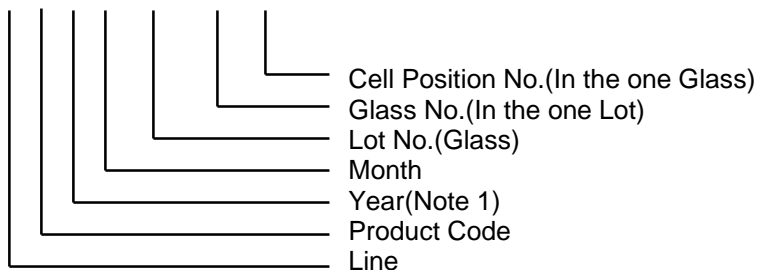 Cell Position No.(In the one Glass)
Glass No.(In the one Lot)
Lot No.(Glass)
Month
Year(Note 1)
Product Code
Line